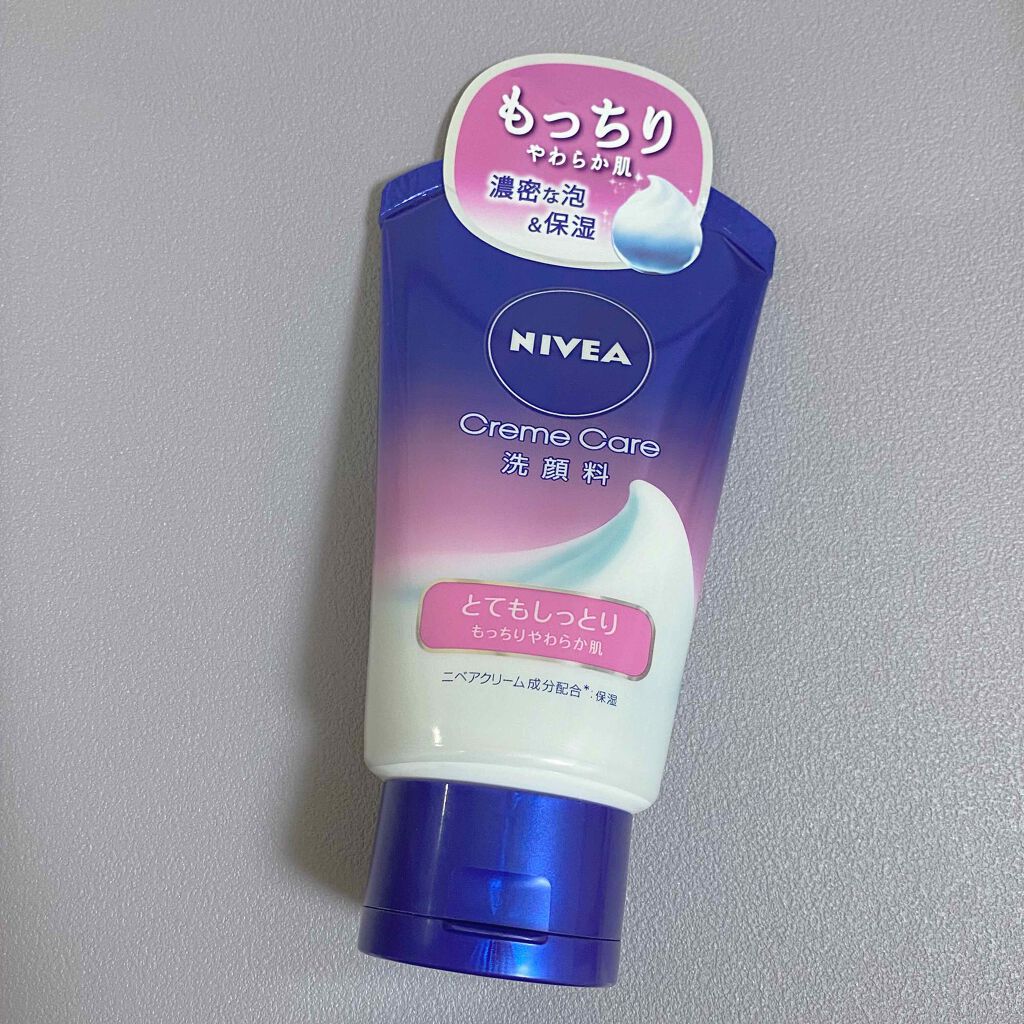 もっちり
やわらか肌
濃密な泡
&保湿
NIVEA
Creme Care
洗顔料
とてもしっとり
もっちりやわらか肌
ニベアクリーム成分配合*:保湿